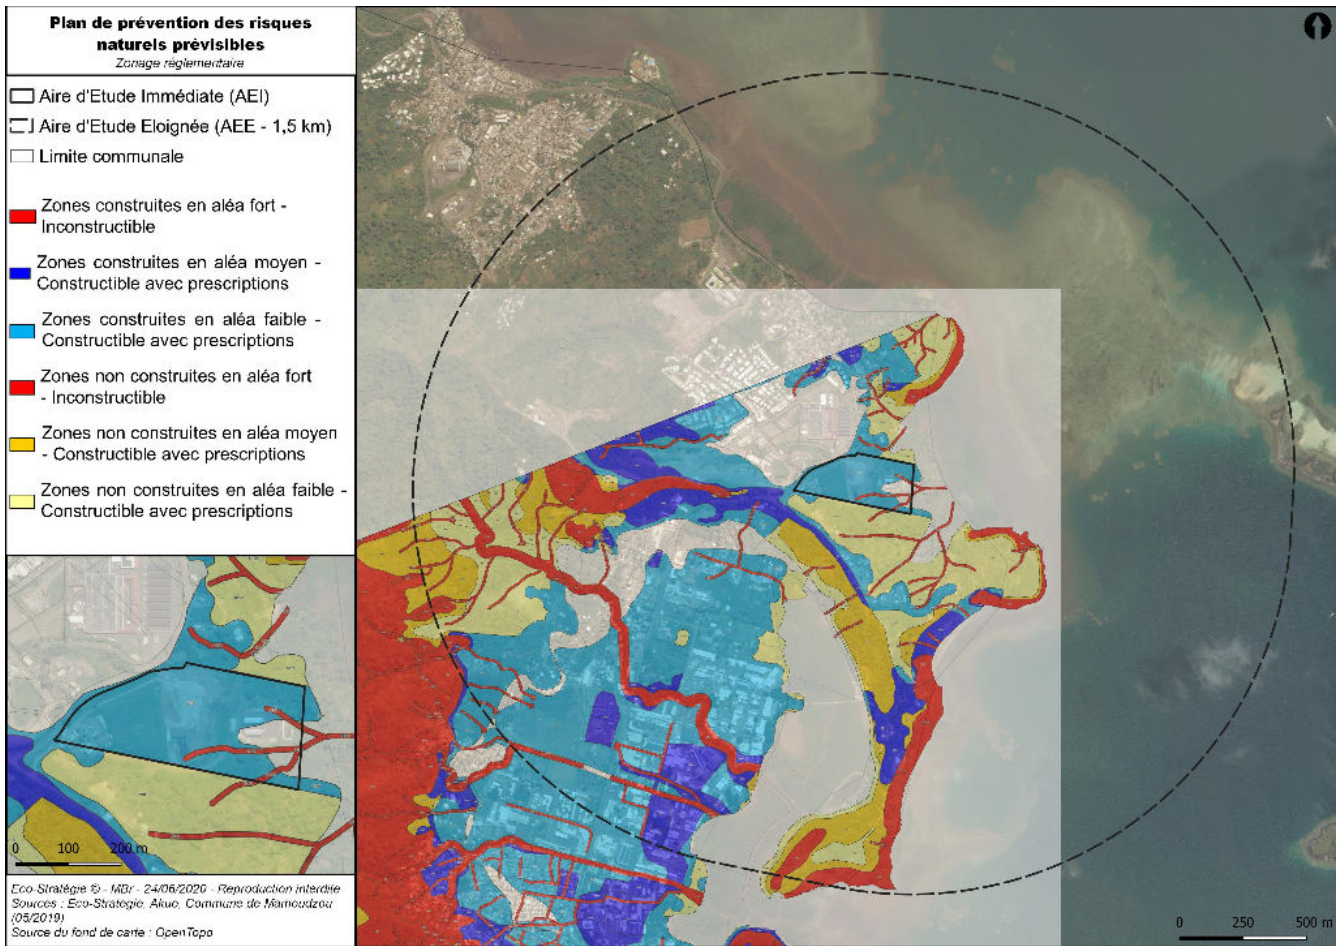 Plan de prévention des risques
naturels prévisibles
Zonage réglementaire
Aire d'Etude Immédiate (AEI)
Aire d'Etude Eloignée (AEE - 1,5 km)
Limite communale
Zones construites en aléa fort -
Inconstructible
Zones construites en aléa moyen -
Constructible avec prescriptions
Zones construites en aléa faible -
Constructible avec prescriptions
Zones non construites en aléa fort
- Inconstructible
Zones non construites en aléa moyen
- Constructible avec prescriptions
Zones non construites en aléa faible -
Constructible avec prescriptions
0 100 200 m
Eco-Stratégie © - MBr - 24/06/2020 - Reproduction interdite
Sources : Eco-Strategie, Akuo, Commune de Mamoudzou
(05/2019)
Source du fond de carte : OpenTopo
0 250 500 m